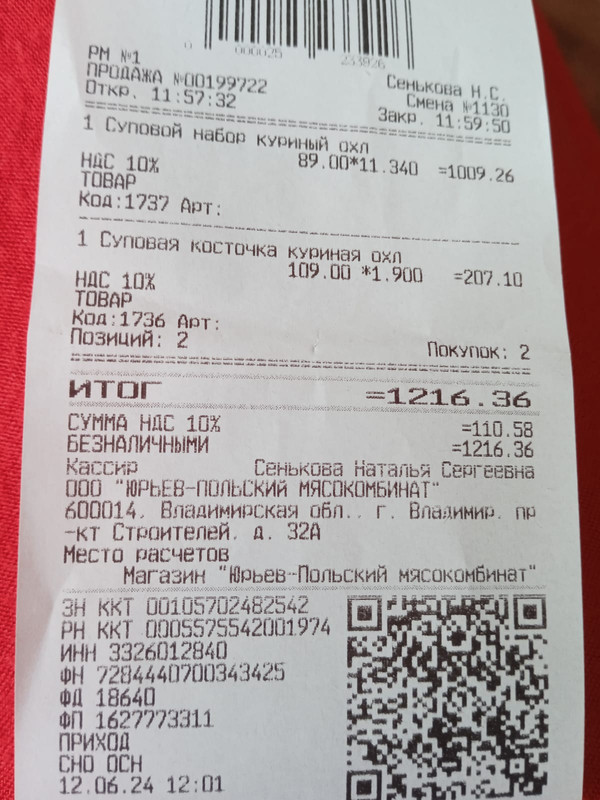 0 000025 233926
РМ №1 Сенькова Н.С.
ПРОДАЖА №00199722 Смена №1130
Откр. 11:57:32 Закр. 11:59:50
1 Суповой набор куриный охл
НДС 10% 89.00*11.340 =1009.26
ТОВАР
Код:1737 Арт:
1 Суповая косточка куриная охл
НДС 10% 109.00 *1.900 =207.10
ТОВАР
Код:1736 Арт:
Позиций: 2 Покупок: 2
ИТОГ =1216.36
СУММА НДС 10% =110.58
БЕЗНАЛИЧНЫМИ =1216.36
Кассир Сенькова Наталья Сергеевна
ООО "ЮРЬЕВ-ПОЛЬСКИЙ МЯСОКОМБИНАТ"
600014, Владимирская обл., г. Владимир, пр
-кт Строителей, д. 32А
Место расчетов
Магазин "Юрьев-Польский мясокомбинат"
ЗН ККТ 00105702482542
РН ККТ 0005575542001974
ИНН 3326012840
ФН 7284440700343425
ФД 18640
ФП 1627773311
ПРИХОД
СНО ОСН
12.06.24 12:01